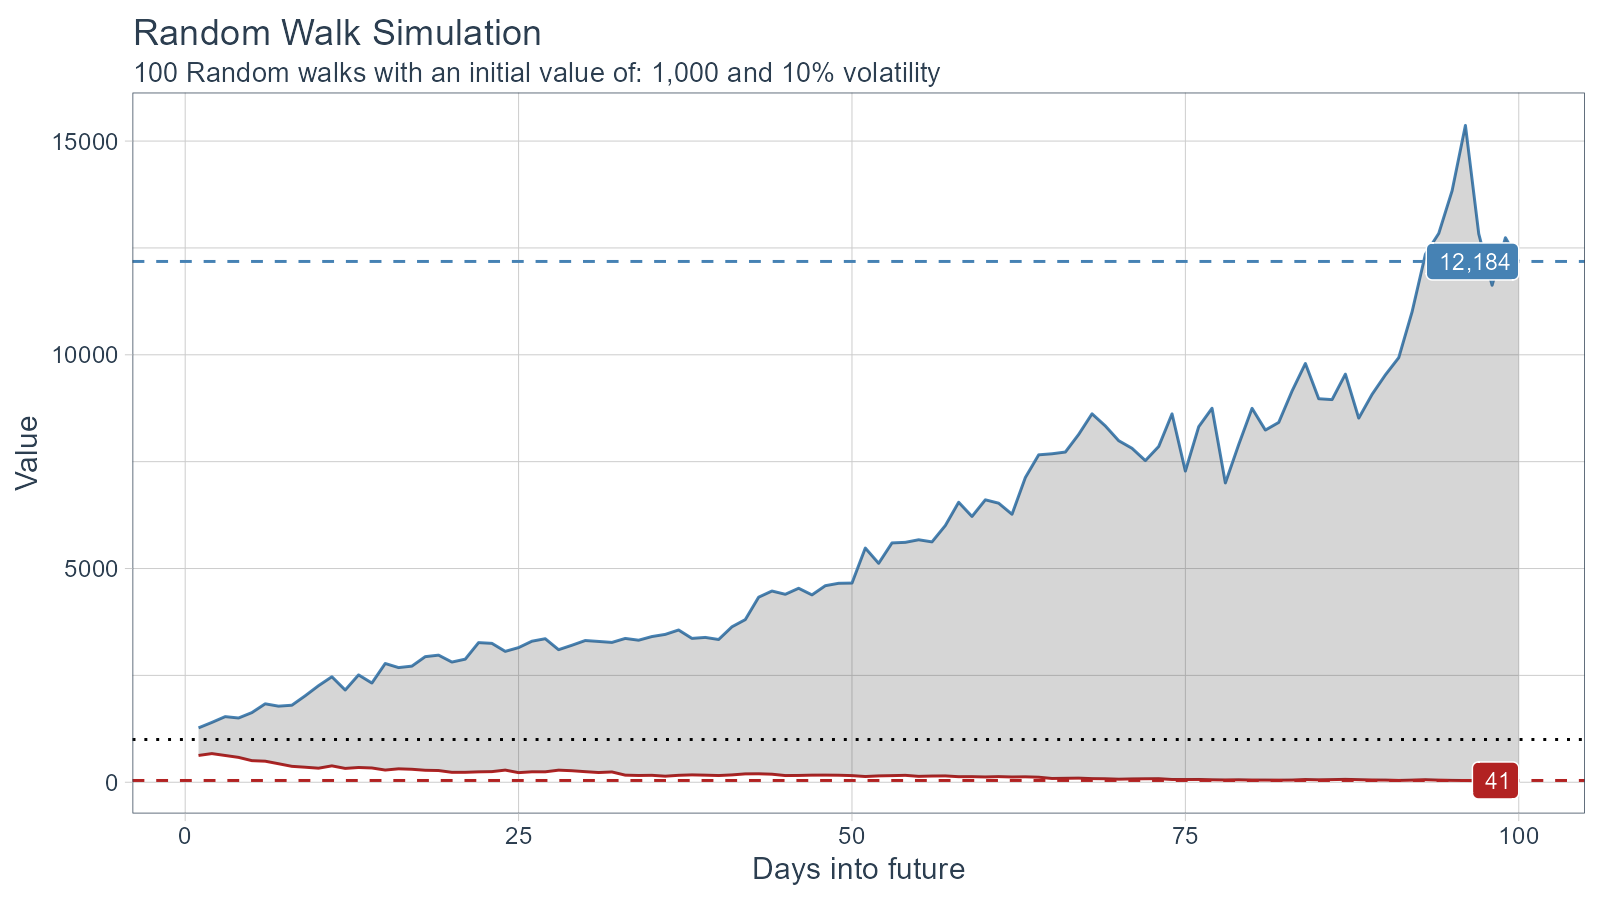 Random Walk Simulation
100 Random walks with an initial value of: 1,000 and 10% volatility
15000
10000
5000
0
Value
12,184
41
0
25
50
75
100
Days into future